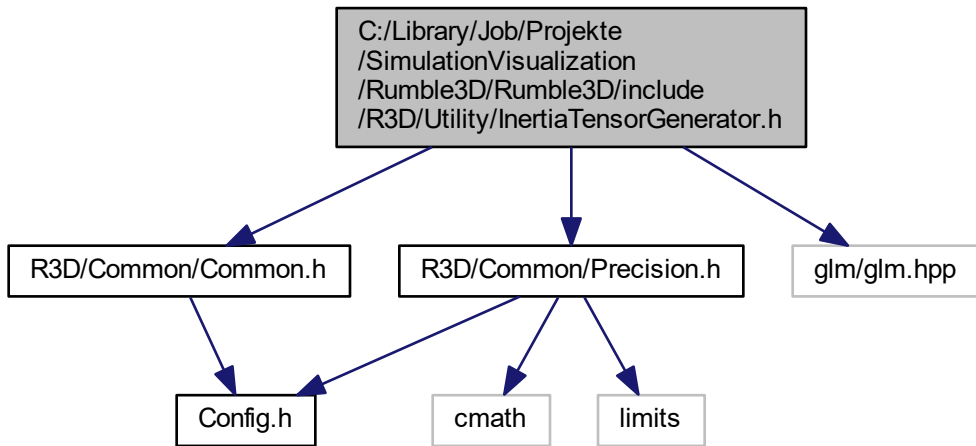 C:/Library/Job/Projekte
/SimulationVisualization
/Rumble3D/Rumble3D/include
/R3D/Utility/InertiaTensorGenerator.h
R3D/Common/Common.h
R3D/Common/Precision.h
glm/glm.hpp
Config.h
cmath
limits